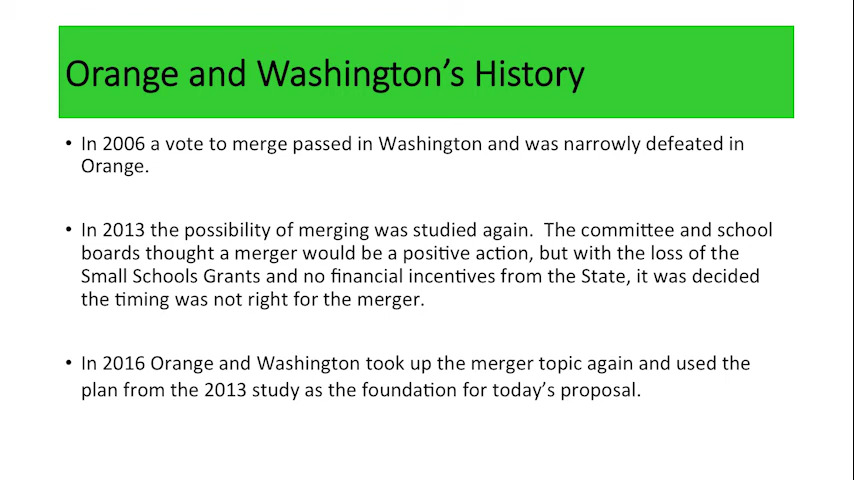 Orange and Washington's History
• In 2006 a vote to merge passed in Washington and was narrowly defeated in
Orange.
• In 2013 the possibility of merging was studied again.  The committee and school
boards thought a merger would be a positive action, but with the loss of the
Small Schools Grants and no financial incentives from the State, it was decided
the timing was not right for the merger.
• In 2016 Orange and Washington took up the merger topic again and used the
plan from the 2013 study as the foundation for today's proposal.